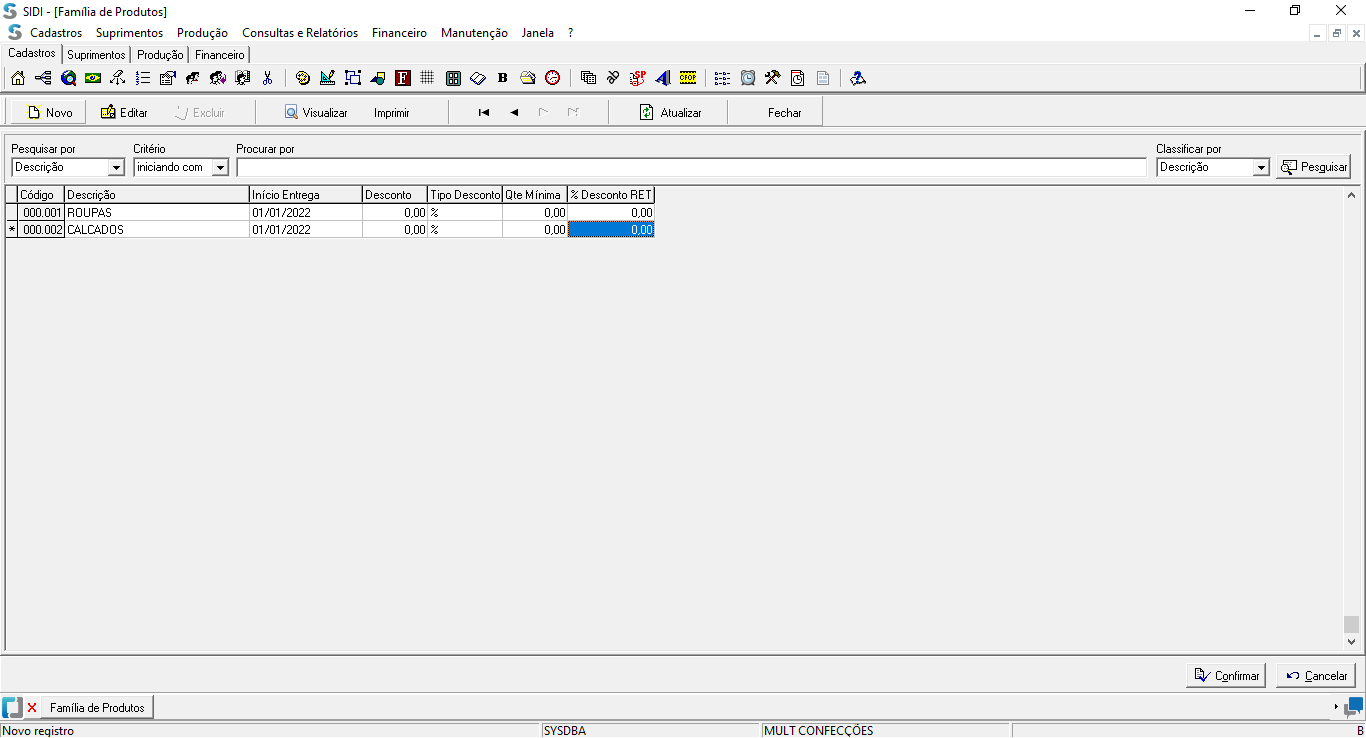 SIDI - [Família de Produtos]
Cadastros Suprimentos Produção Consultas e Relatórios Financeiro Manutenção Janela ?
Cadastros Suprimentos Produção Financeiro
F B SP CFOP
Novo Editar Excluir Visualizar Imprimir Atualizar Fechar
Pesquisar por Critério Procurar por Classificar por
Descrição iniciando com Descrição Pesquisar
Código Descrição Início Entrega Desconto Tipo Desconto Qte Mínima % Desconto RET
000.001 ROUPAS 01/01/2022 0,00 % 0,00 0,00
* 000.002 CALCADOS 01/01/2022 0,00 % 0,00 0,00
Confirmar Cancelar
Família de Produtos
Novo registro SYSDBA MULT CONFECÇÕES B